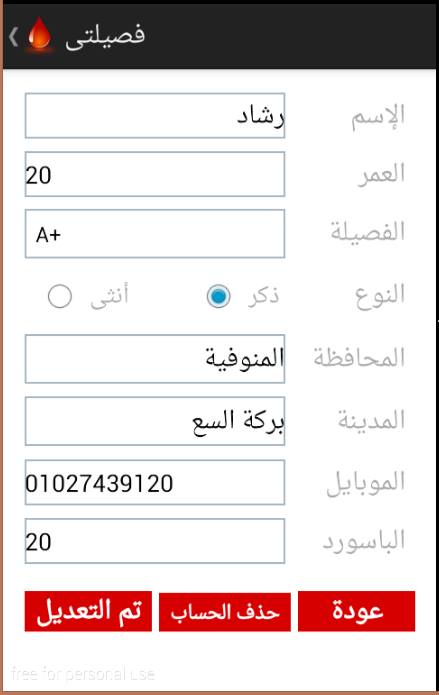 فصيلتى
الإسم رشاد
العمر 20
الفصيلة A+
النوع ذكر أنثى
المحافظة المنوفية
المدينة بركة السع
الموبايل 01027439120
الباسورد 20
عودة حذف الحساب تم التعديل
free for personal use